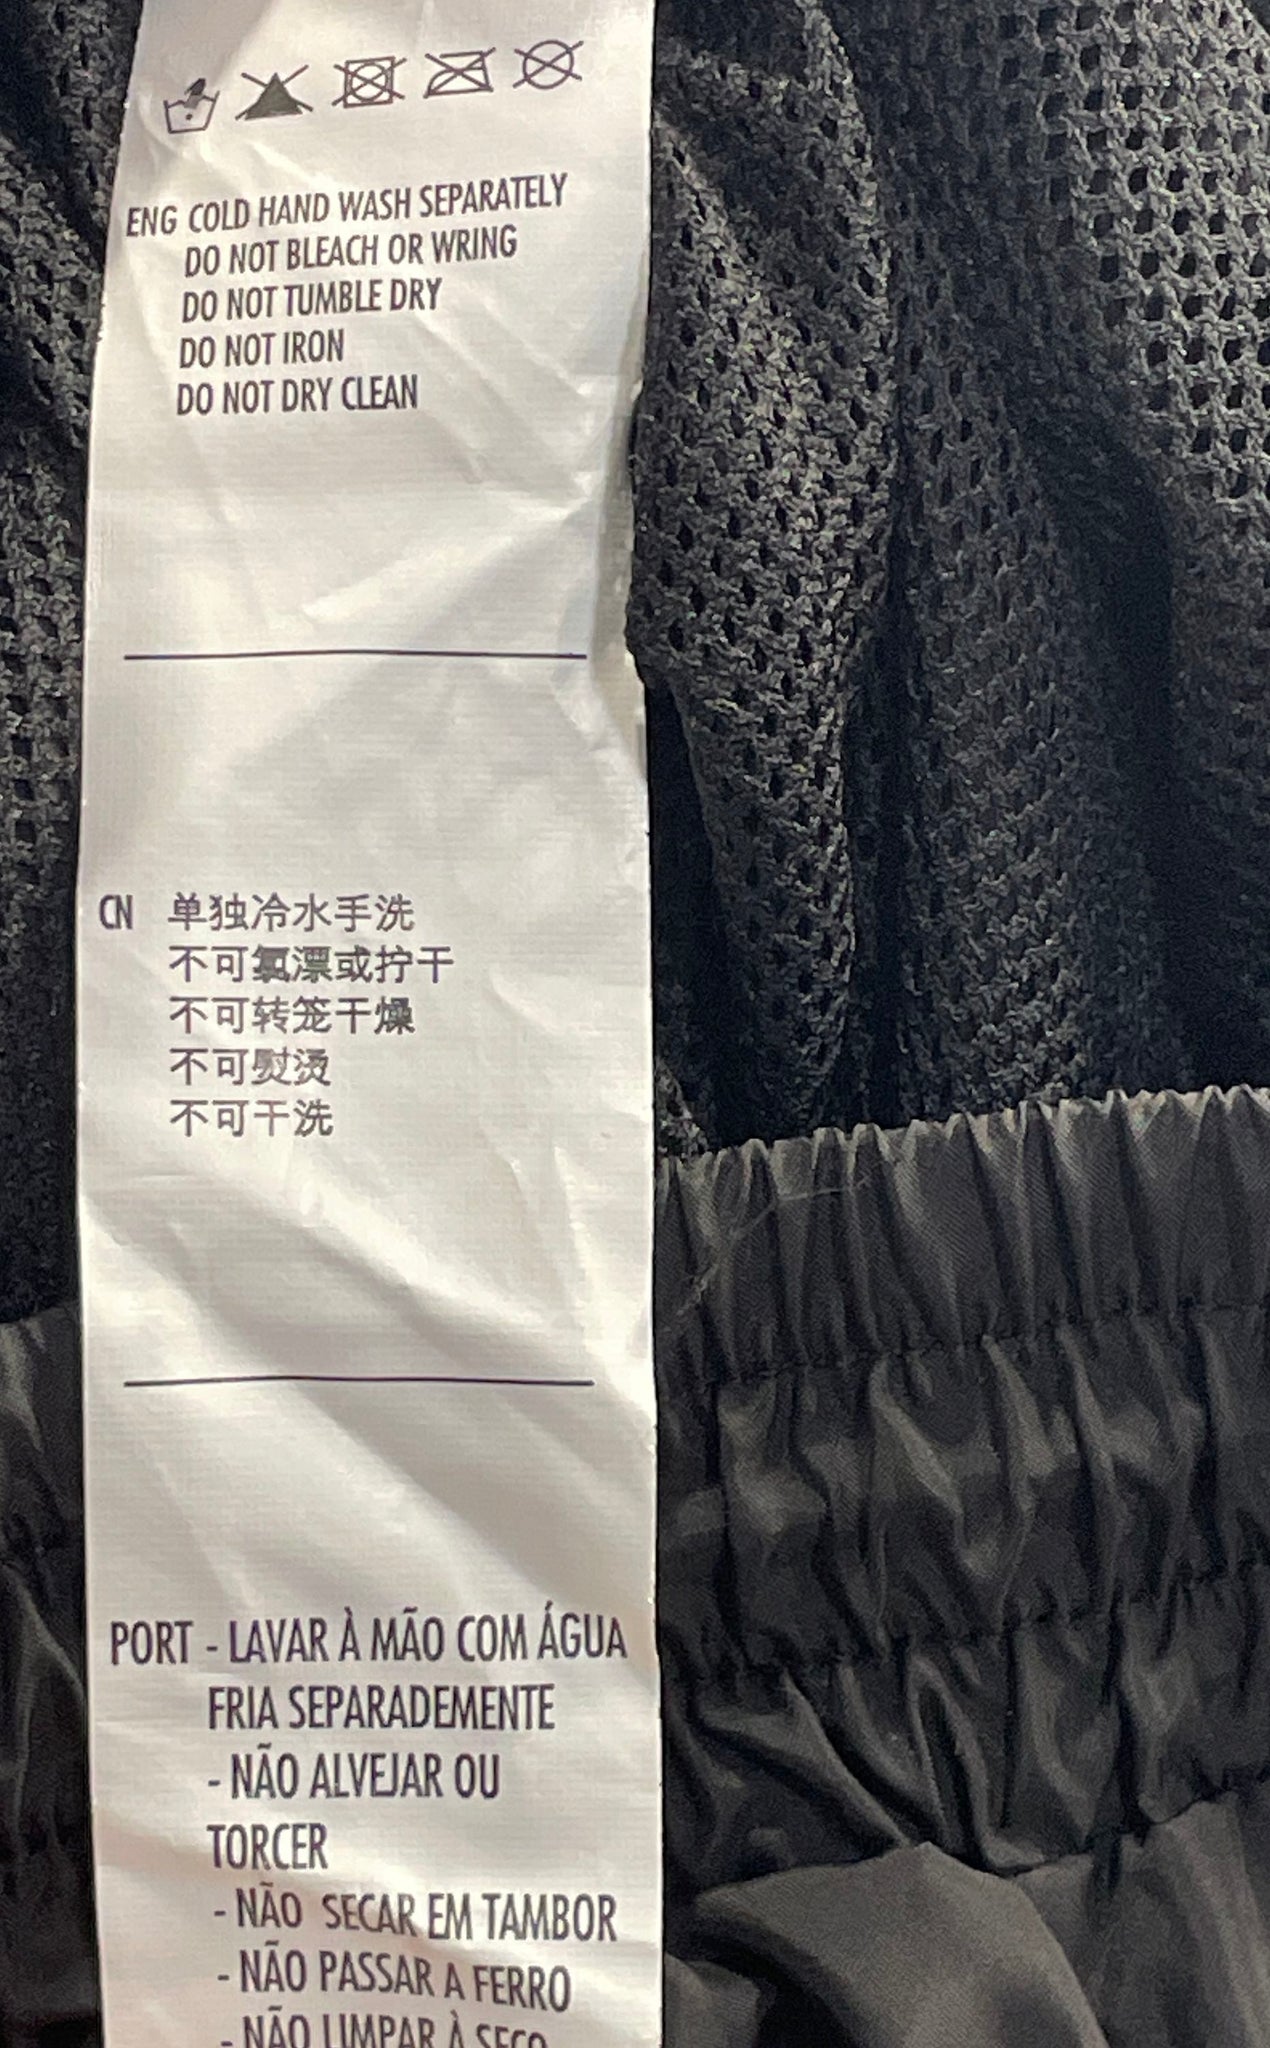 ENG COLD HAND WASH SEPARATELY
DO NOT BLEACH OR WRING
DO NOT TUMBLE DRY
DO NOT IRON
DO NOT DRY CLEAN
CN 单独冷水手洗
不可氯漂或拧干
不可转笼干燥
不可熨烫
不可干洗
PORT - LAVAR À MÃO COM ÁGUA
FRIA SEPARADEMENTE
- NÃO ALVEJAR OU
TORCER
- NÃO SECAR EM TAMBOR
- NÃO PASSAR A FERRO
- NÃO LIMPAR À SECO